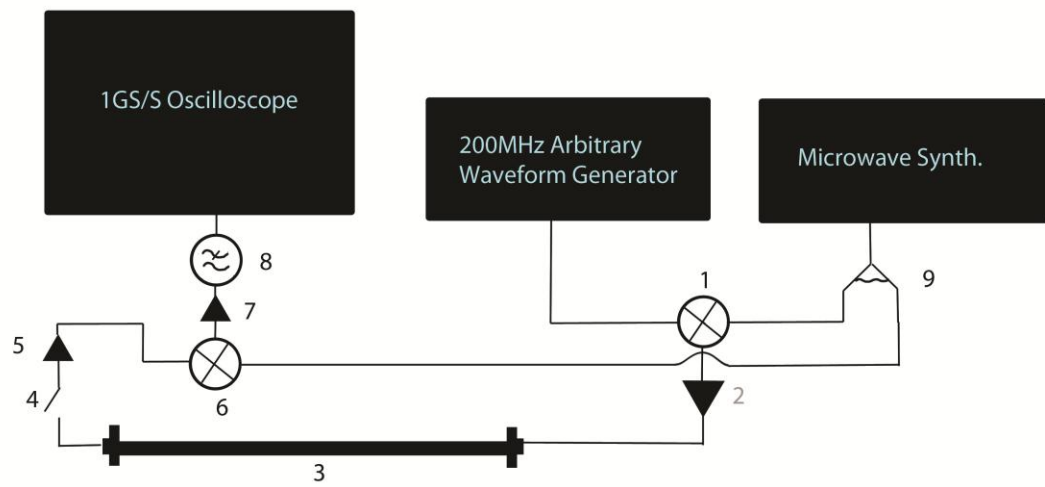 1GS/S Oscilloscope
200MHz Arbitrary
Waveform Generator
Microwave Synth.
8
1
9
7
5
4
6
2
3